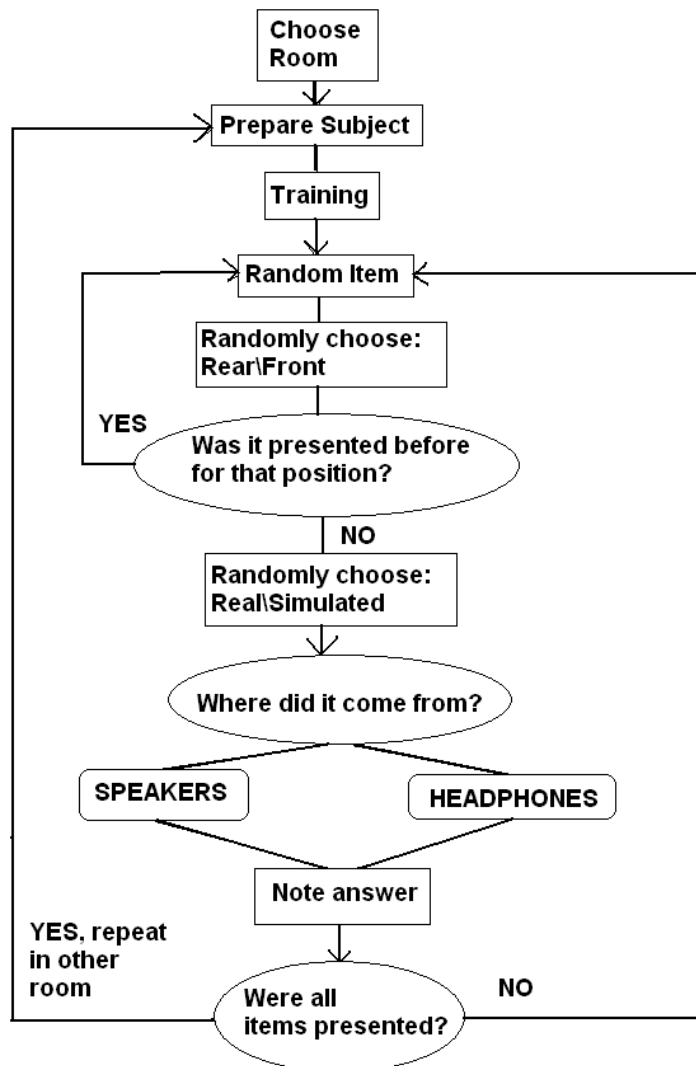 Choose
Room
Prepare Subject
Training
Random Item
Randomly choose:
Rear\Front
YES
Was it presented before
for that position?
NO
Randomly choose:
Real\Simulated
Where did it come from?
SPEAKERS
HEADPHONES
Note answer
YES, repeat
in other
room
Were all
items presented?
NO